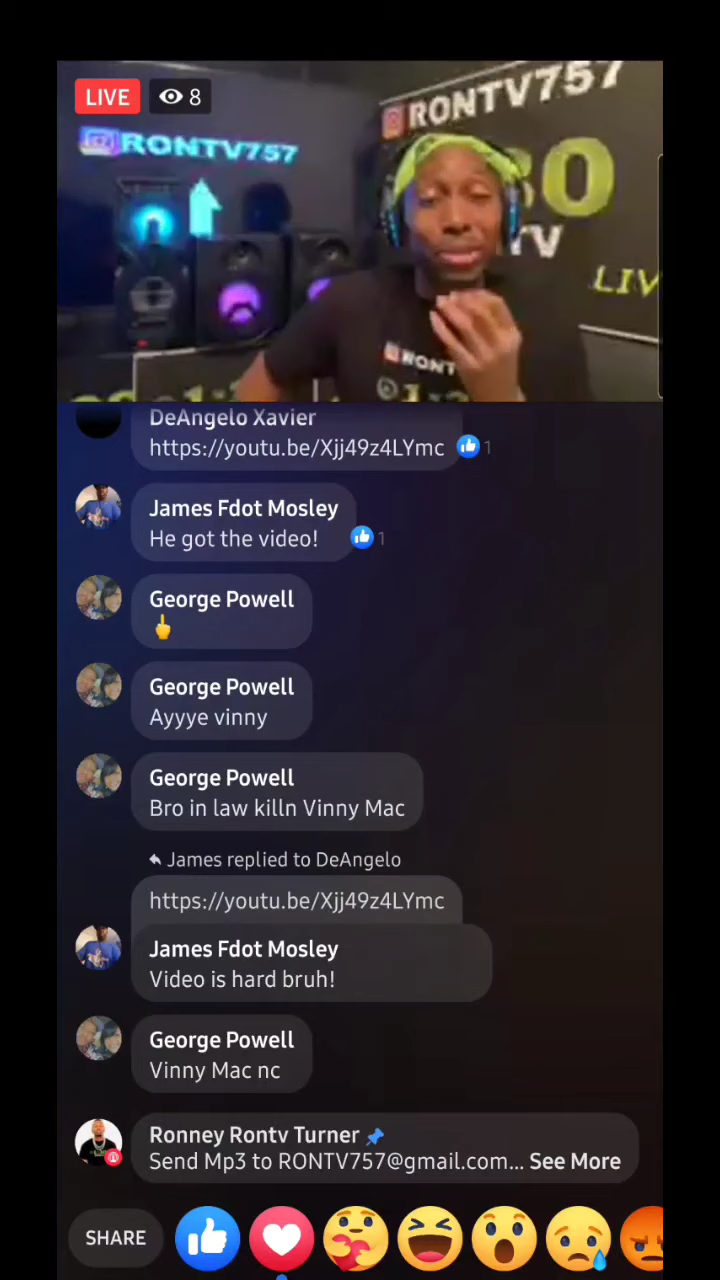 LIVE
8
RONTV757
RONTV757
TV
LIV
RONT
DeAngelo Xavier
https://youtu.be/Xjj49z4LYmc
1
James Fdot Mosley
He got the video!
1
George Powell
George Powell
Ayyye vinny
George Powell
Bro in law killn Vinny Mac
James replied to DeAngelo
https://youtu.be/Xjj49z4LYmc
James Fdot Mosley
Video is hard bruh!
George Powell
Vinny Mac nc
Ronney Rontv Turner
Send Mp3 to RONTV757@gmail.com... See More
SHARE